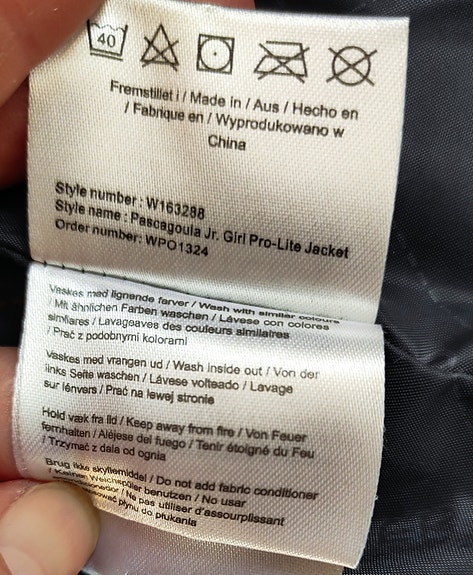 40
Fremstillet i / Made in / Aus / Hecho en
/ Fabrique en / Wyprodukowano w
China
Style number : W163288
Style name : Pascagoula Jr. Girl Pro-Lite Jacket
Order number: WPO1324
Vaskes med lignende farver / Wash with similar colours
/ Mit ähnlichen Farben waschen / Lávese con colores
similares / Lavageaves des couleurs similaires
/ Prać z podobnymi kolorami
Vaskes med vrangen ud / Wash inside out / Von der
links Seite waschen / Lávese volteado / Lavage
sur lénvers / Prać na lewej stronie
Hold væk fra ild / Keep away from fire / Von Feuer
fernhalten / Aléjese del fuego / Tenir étoigné du Feu
/ Trzymać z dala od ognia
Brug ikke skyllemiddel / Do not add fabric conditioner
/ Keinen Weichspüler benutzen / No usar
/ Ne pas utiliser d'assourplissant
płynu do płukania